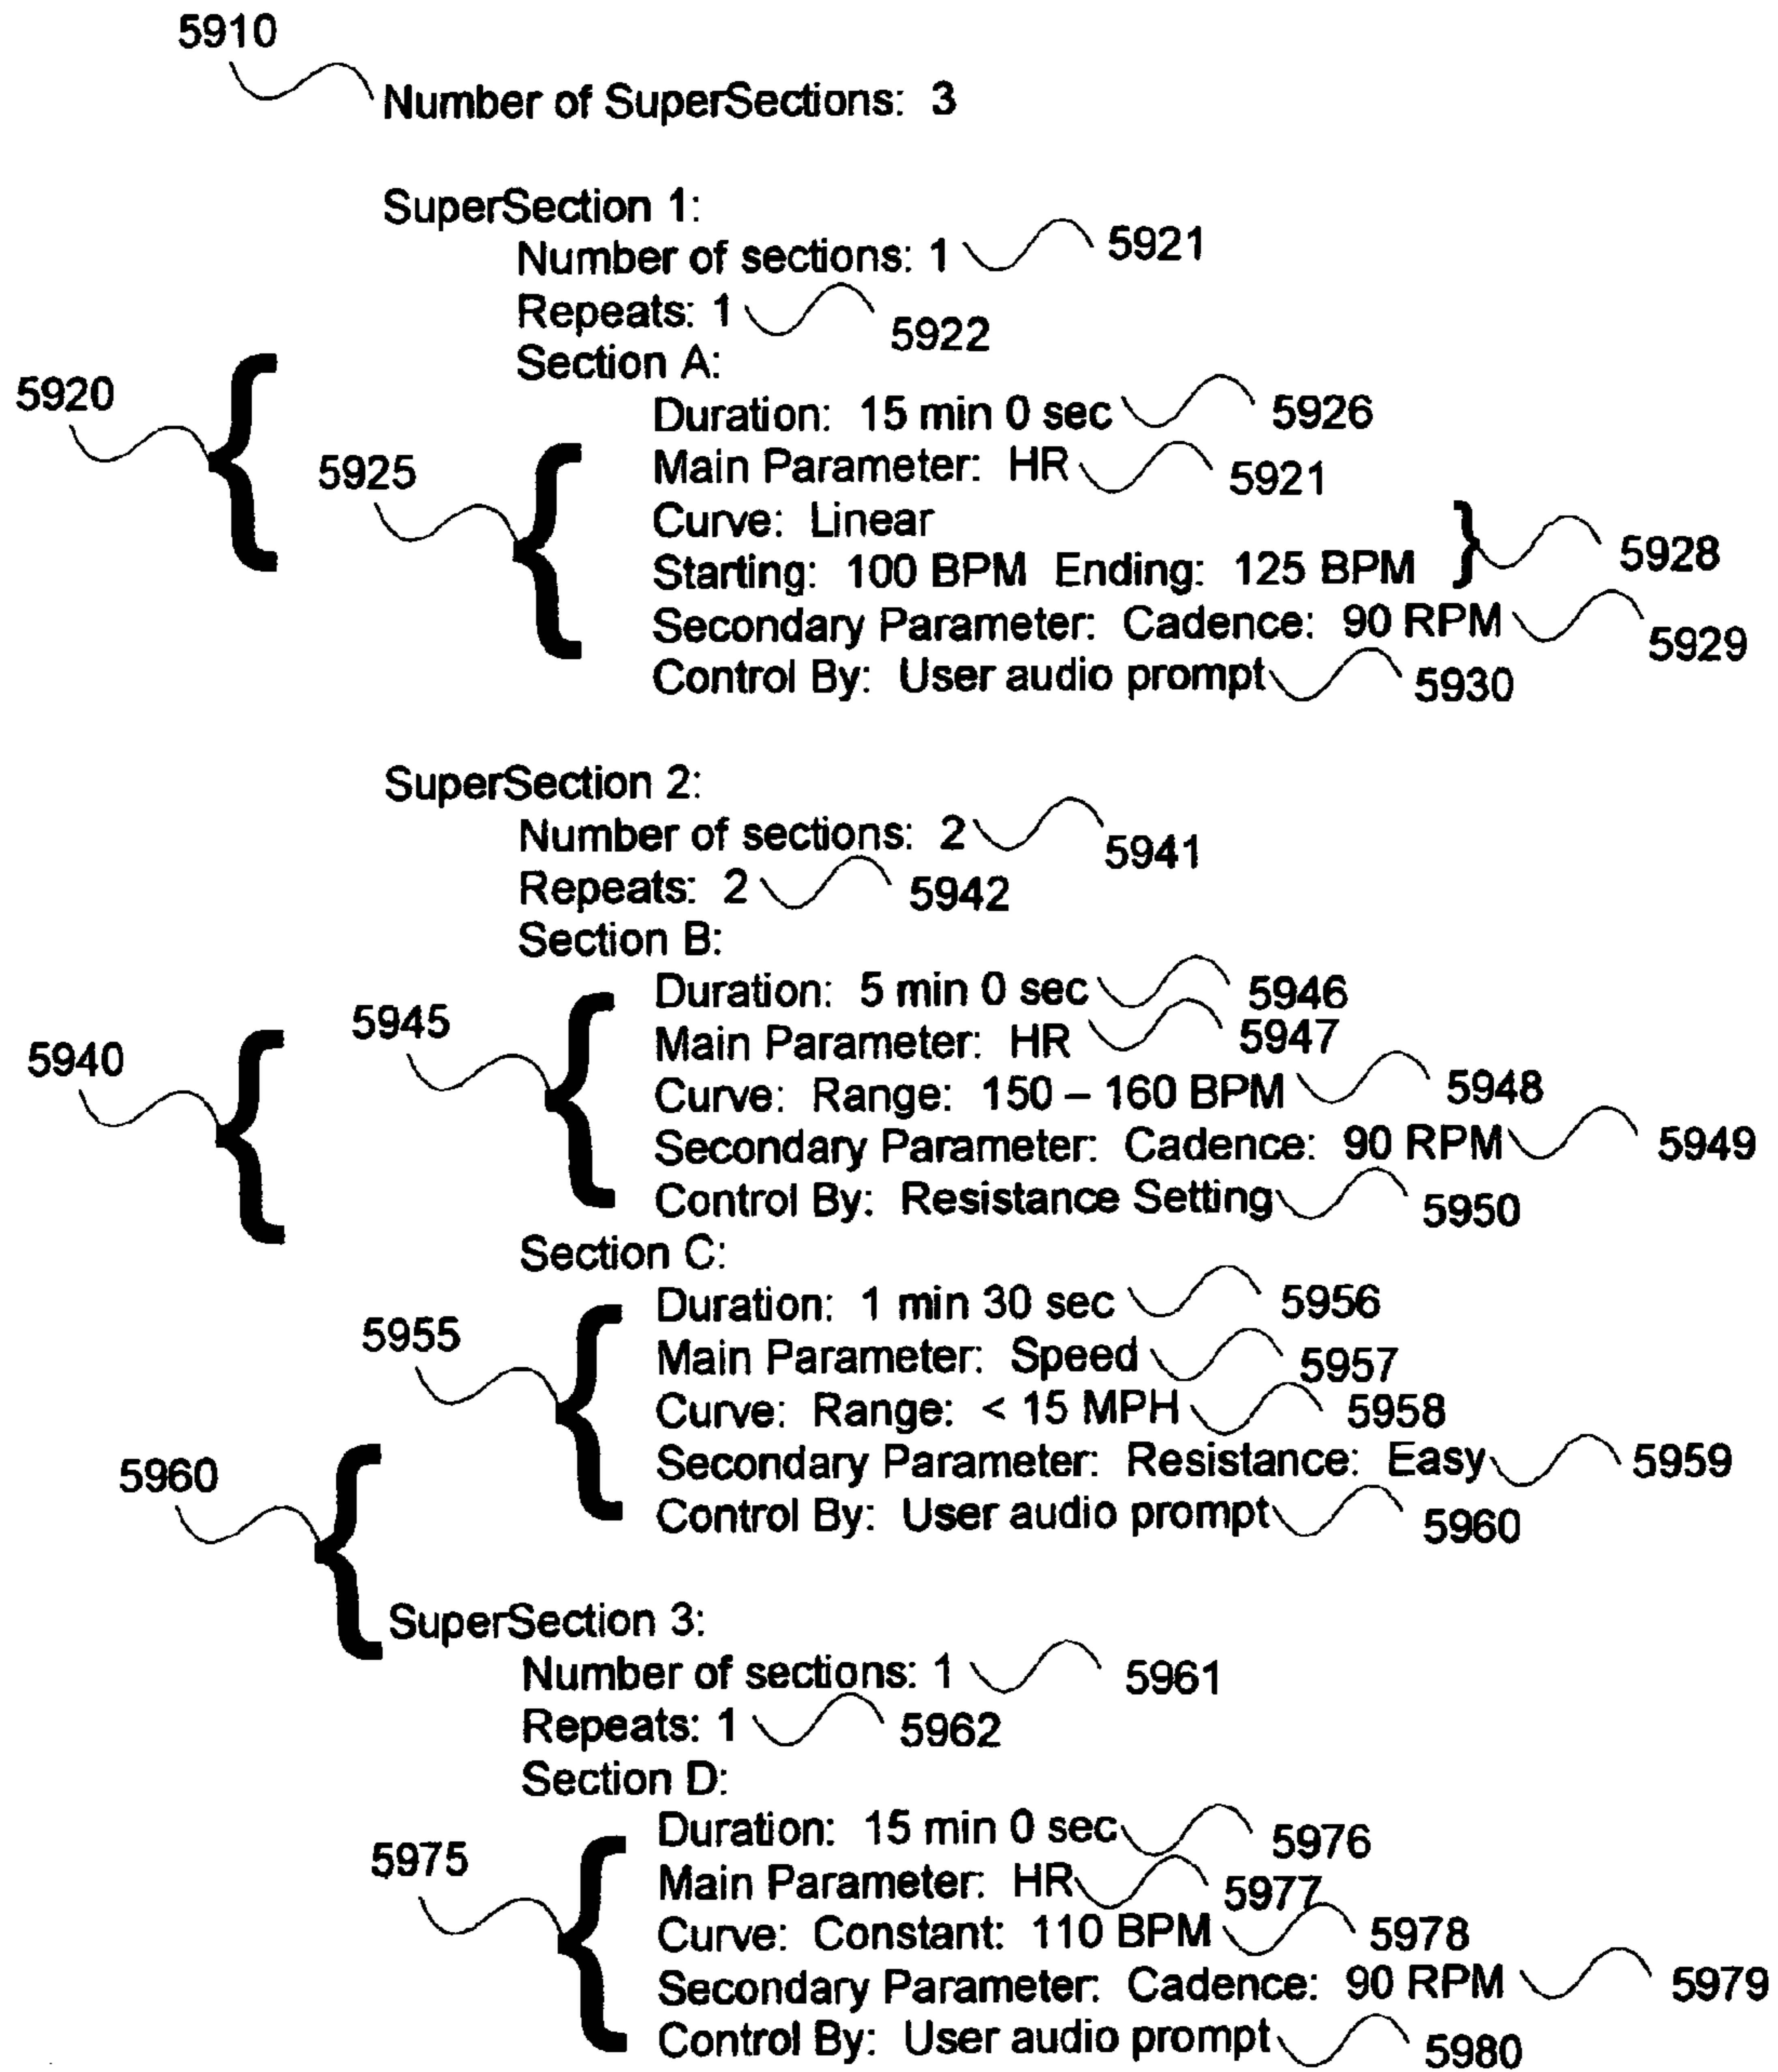 5910
Number of SuperSections: 3
SuperSection 1:
Number of sections: 1 5921
Repeats: 1 5922
Section A:
5920
Duration: 15 min 0 sec 5926
5925 Main Parameter: HR 5921
Curve: Linear
Starting: 100 BPM Ending: 125 BPM } 5928
Secondary Parameter: Cadence: 90 RPM 5929
Control By: User audio prompt 5930
SuperSection 2:
Number of sections: 2 5941
Repeats: 2 5942
Section B:
Duration: 5 min 0 sec 5946
5945 Main Parameter: HR 5947
5940 Curve: Range: 150 – 160 BPM 5948
Secondary Parameter: Cadence: 90 RPM 5949
Control By: Resistance Setting 5950
Section C:
Duration: 1 min 30 sec 5956
5955 Main Parameter: Speed 5957
Curve: Range: < 15 MPH 5958
5960 Secondary Parameter: Resistance: Easy 5959
Control By: User audio prompt 5960
SuperSection 3:
Number of sections: 1 5961
Repeats: 1 5962
Section D:
Duration: 15 min 0 sec 5976
5975 Main Parameter: HR 5977
Curve: Constant: 110 BPM 5978
Secondary Parameter: Cadence: 90 RPM 5979
Control By: User audio prompt 5980